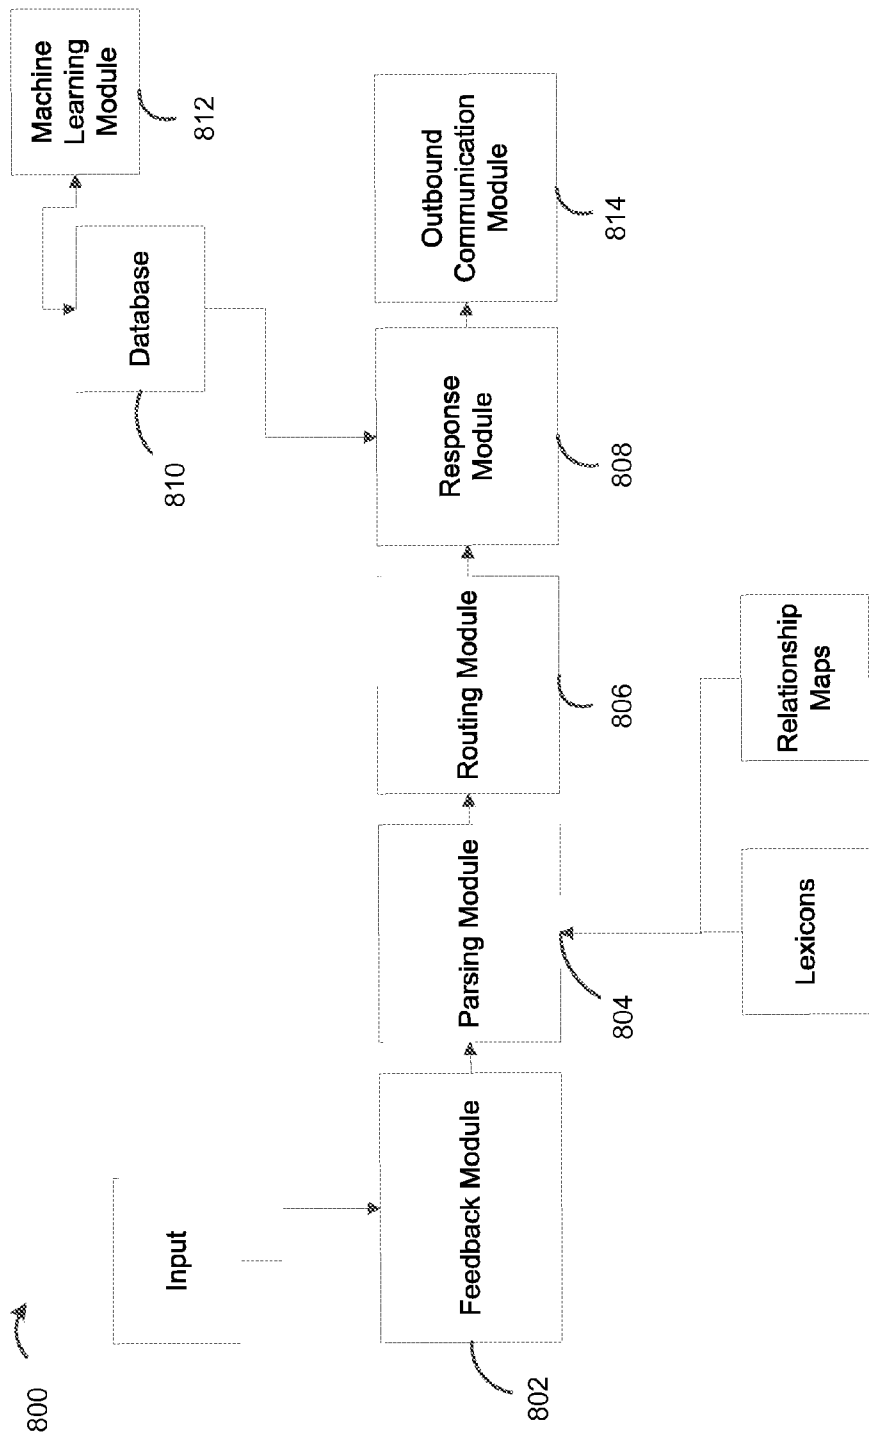 800
Input
Feedback Module
802
Parsing Module
804
Lexicons
Relationship
Maps
Routing Module
806
Response
Module
808
Database
810
Machine
Learning
Module
812
Outbound
Communication
Module
814